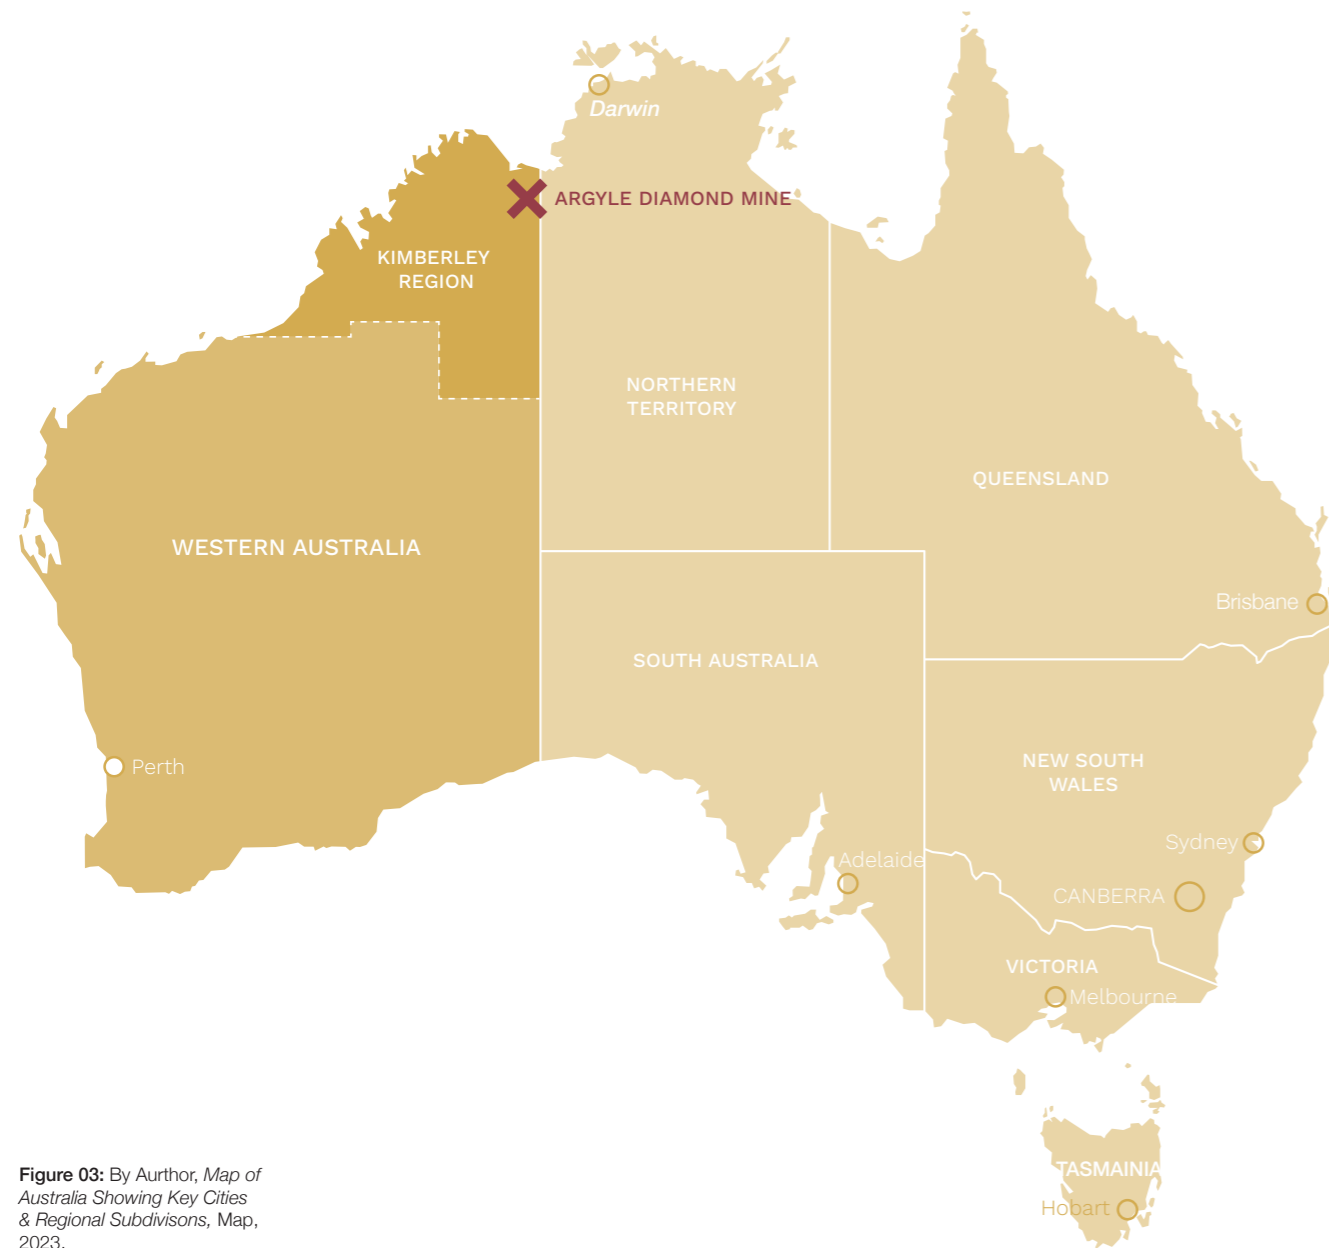 Darwin
ARGYLE DIAMOND MINE
KIMBERLEY
REGION
NORTHERN
TERRITORY
QUEENSLAND
WESTERN AUSTRALIA
Brisbane
SOUTH AUSTRALIA
Perth
NEW SOUTH
WALES
Sydney
Adelaide
CANBERRA
VICTORIA
Melbourne
TASMAINIA
Hobart
Figure 03: By Aurthor, Map of
Australia Showing Key Cities
& Regional Subdivisons, Map,
2023.